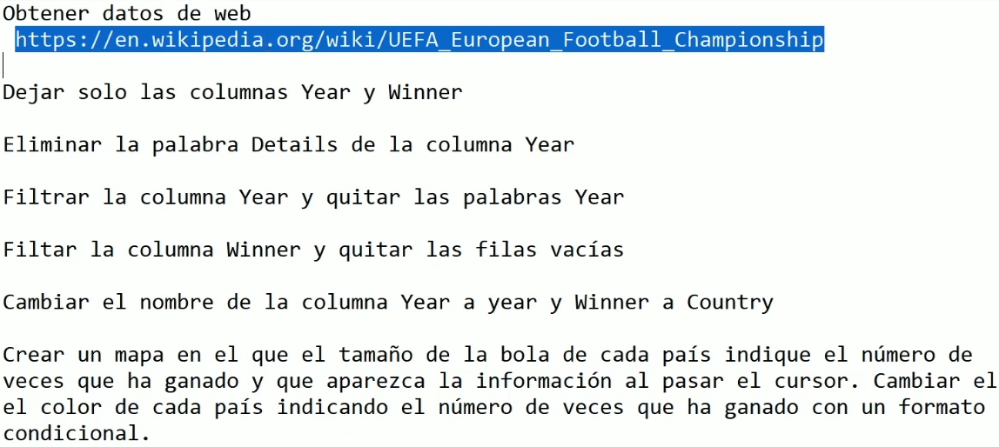 Obtener datos de web
https://en.wikipedia.org/wiki/UEFA_European_Football_Championship
Dejar solo las columnas Year y Winner
Eliminar la palabra Details de la columna Year
Filtrar la columna Year y quitar las palabras Year
Filtar la columna Winner y quitar las filas vacías
Cambiar el nombre de la columna Year a year y Winner a Country
Crear un mapa en el que el tamaño de la bola de cada país indique el número de
veces que ha ganado y que aparezca la información al pasar el cursor. Cambiar el
el color de cada país indicando el número de veces que ha ganado con un formato
condicional.